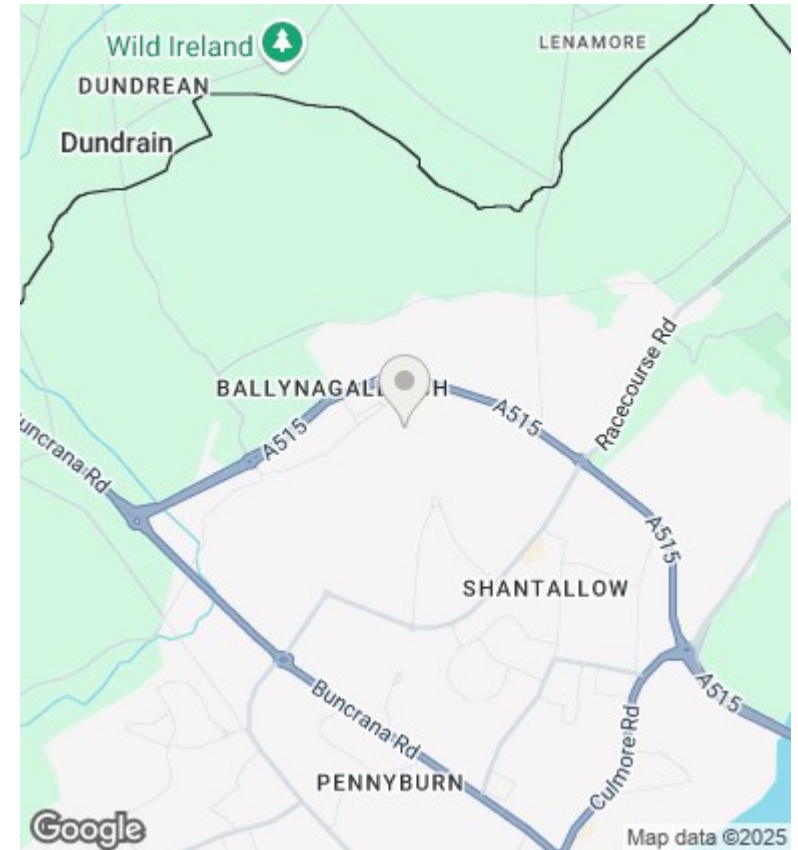 Wild Ireland
LENAMORE
DUNDREAN
Dundrain
Racecourse Rd
A515
A515
Buncrana Rd
A515
SHANTALLOW
A515
Buncrana Rd
Culmore Rd
PENNYBURN
Google
Map data ©2025